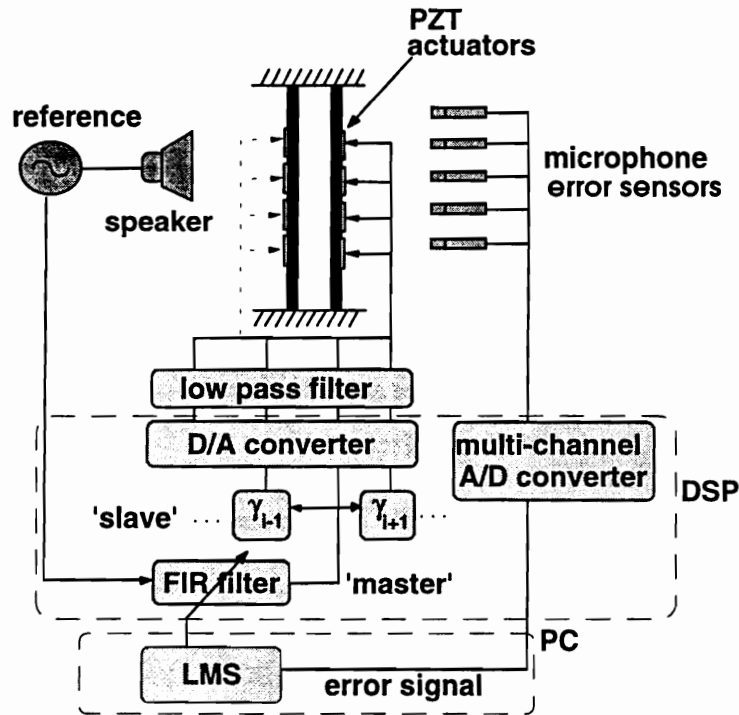 PZT
actuators
reference
speaker
microphone
error sensors
low pass filter
D/A converter
multi-channel
A/D converter
DSP
'slave' ... γi-1 γi+1 ...
FIR filter 'master'
PC
LMS
error signal